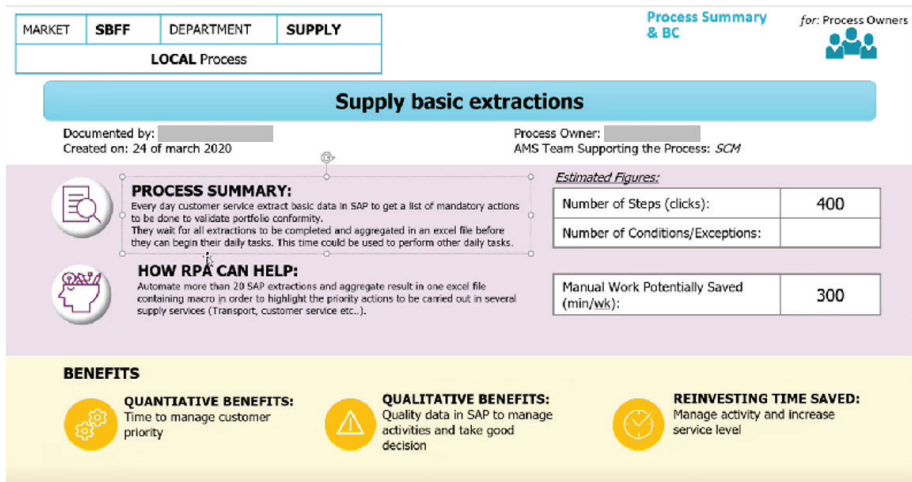 MARKET SBFF DEPARTMENT SUPPLY
LOCAL Process
Process Summary
& BC
for: Process Owners
Supply basic extractions
Documented by:
Created on: 24 of march 2020
Process Owner:
AMS Team Supporting the Process: SCM
PROCESS SUMMARY:
Every day customer service extract basic data in SAP to get a list of mandatory actions
to be done to validate portfolio conformity.
They wait for all extractions to be completed and aggregated in an excel file before
they can begin their daily tasks. This time could be used to perform other daily tasks.
HOW RPA CAN HELP:
Automate more than 20 SAP extractions and aggregate result in one excel file
containing macro in order to highlight the priority actions to be carried out in several
supply services (Transport, customer service etc..).
Estimated Figures:
Number of Steps (clicks): 400
Number of Conditions/Exceptions:
Manual Work Potentially Saved
(min/wk): 300
BENEFITS
QUANTIATIVE BENEFITS:
Time to manage customer
priority
QUALITATIVE BENEFITS:
Quality data in SAP to manage
activities and take good
decision
REINVESTING TIME SAVED:
Manage activity and increase
service level